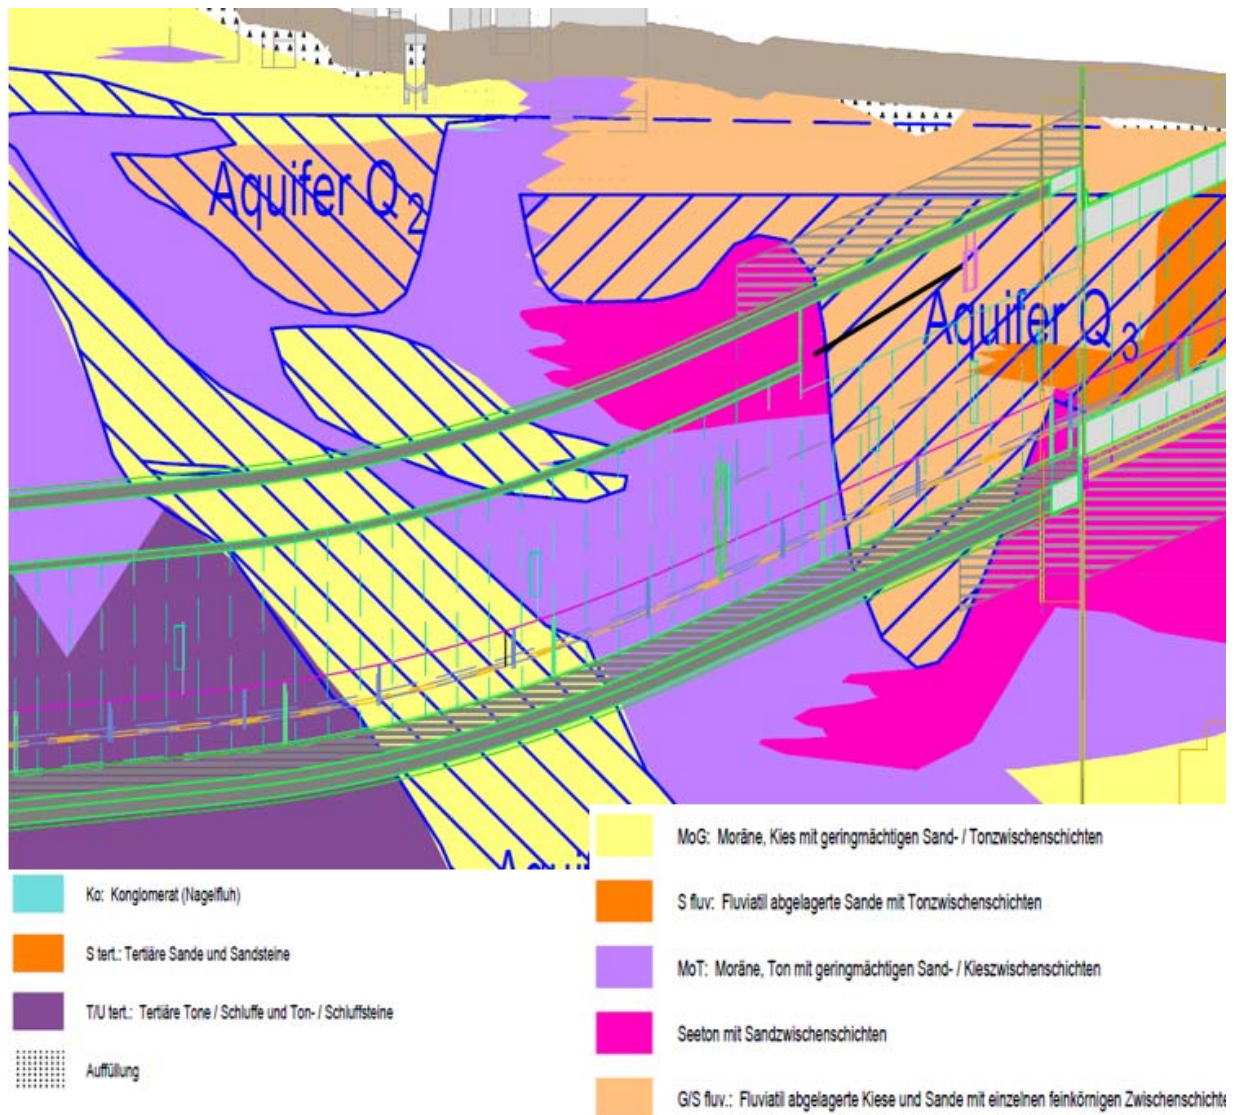 Aquifer Q2
Aquifer Q3
Ko: Konglomerat (Nagelfluh)
S tert.: Tertiäre Sande und Sandsteine
T/U tert.: Tertiäre Tone / Schluffe und Ton- / Schluffsteine
Auffüllung
MoG: Moräne, Kies mit geringmächtigen Sand- / Tonzwischenschichten
S fluv: Fluviatil abgelagerte Sande mit Tonzwischenschichten
MoT: Moräne, Ton mit geringmächtigen Sand- / Kieszwischenschichten
Seeton mit Sandzwischenschichten
G/S fluv.: Fluviatil abgelagerte Kiese und Sande mit einzelnen feinkörnigen Zwischenschichte